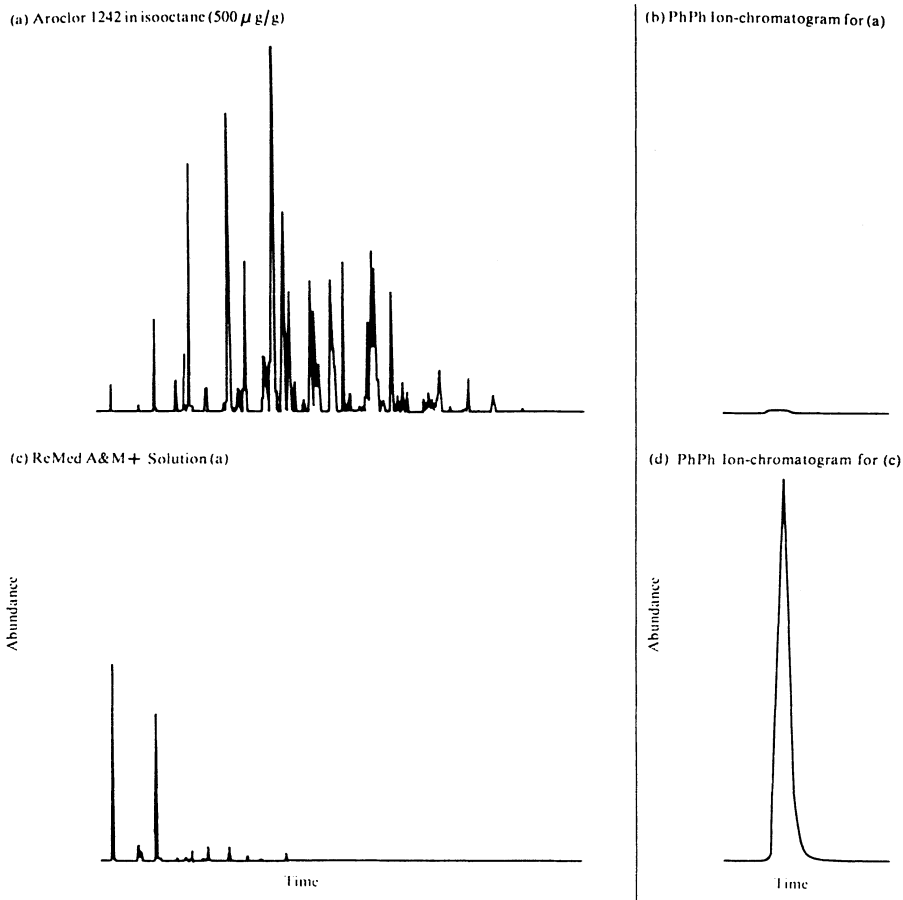 (a) Aroclor 1242 in isooctane (500 μ g/g)
(b) PhPh Ion-chromatogram for (a)
(c) ReMed A&M + Solution (a)
(d) PhPh Ion-chromatogram for (c)
Abundance
Abundance
Time
Time